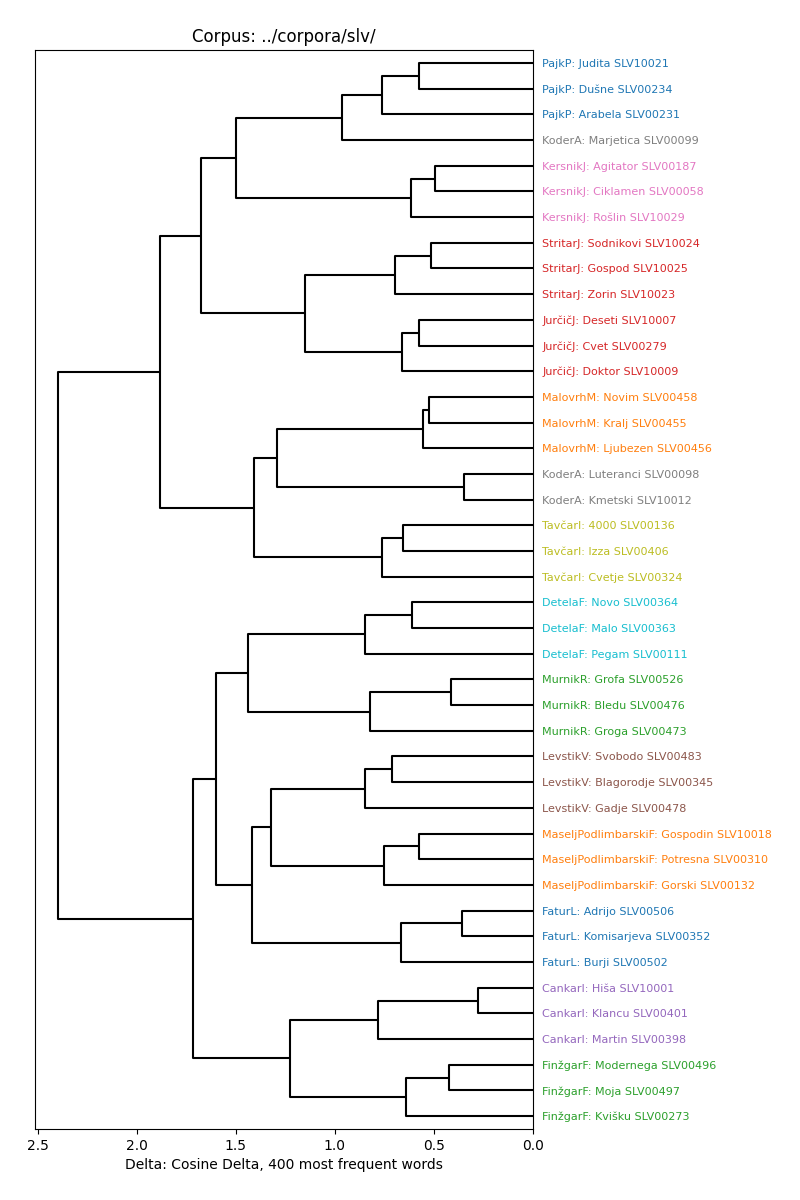 Corpus: ../corpora/slv/
PajkP: Judita SLV10021
PajkP: Dušne SLV00234
PajkP: Arabela SLV00231
KoderA: Marjetica SLV00099
KersnikJ: Agitator SLV00187
KersnikJ: Ciklamen SLV00058
KersnikJ: Rošlin SLV10029
StritarJ: Sodnikovi SLV10024
StritarJ: Gospod SLV10025
StritarJ: Zorin SLV10023
JurčičJ: Deseti SLV10007
JurčičJ: Cvet SLV00279
JurčičJ: Doktor SLV10009
MalovrhM: Novim SLV00458
MalovrhM: Kralj SLV00455
MalovrhM: Ljubezen SLV00456
KoderA: Luteranci SLV00098
KoderA: Kmetski SLV10012
TavčarI: 4000 SLV00136
TavčarI: Izza SLV00406
TavčarI: Cvetje SLV00324
DetelaF: Novo SLV00364
DetelaF: Malo SLV00363
DetelaF: Pegam SLV00111
MurnikR: Grofa SLV00526
MurnikR: Bledu SLV00476
MurnikR: Groga SLV00473
LevstikV: Svobodo SLV00483
LevstikV: Blagorodje SLV00345
LevstikV: Gadje SLV00478
MaseljPodlimbarskiF: Gospodin SLV10018
MaseljPodlimbarskiF: Potresna SLV00310
MaseljPodlimbarskiF: Gorski SLV00132
FaturL: Adrijo SLV00506
FaturL: Komisarjeva SLV00352
FaturL: Burji SLV00502
CankarI: Hiša SLV10001
CankarI: Klancu SLV00401
CankarI: Martin SLV00398
FinžgarF: Modernega SLV00496
FinžgarF: Moja SLV00497
FinžgarF: Kvišku SLV00273
2.5 2.0 1.5 1.0 0.5 0.0
Delta: Cosine Delta, 400 most frequent words